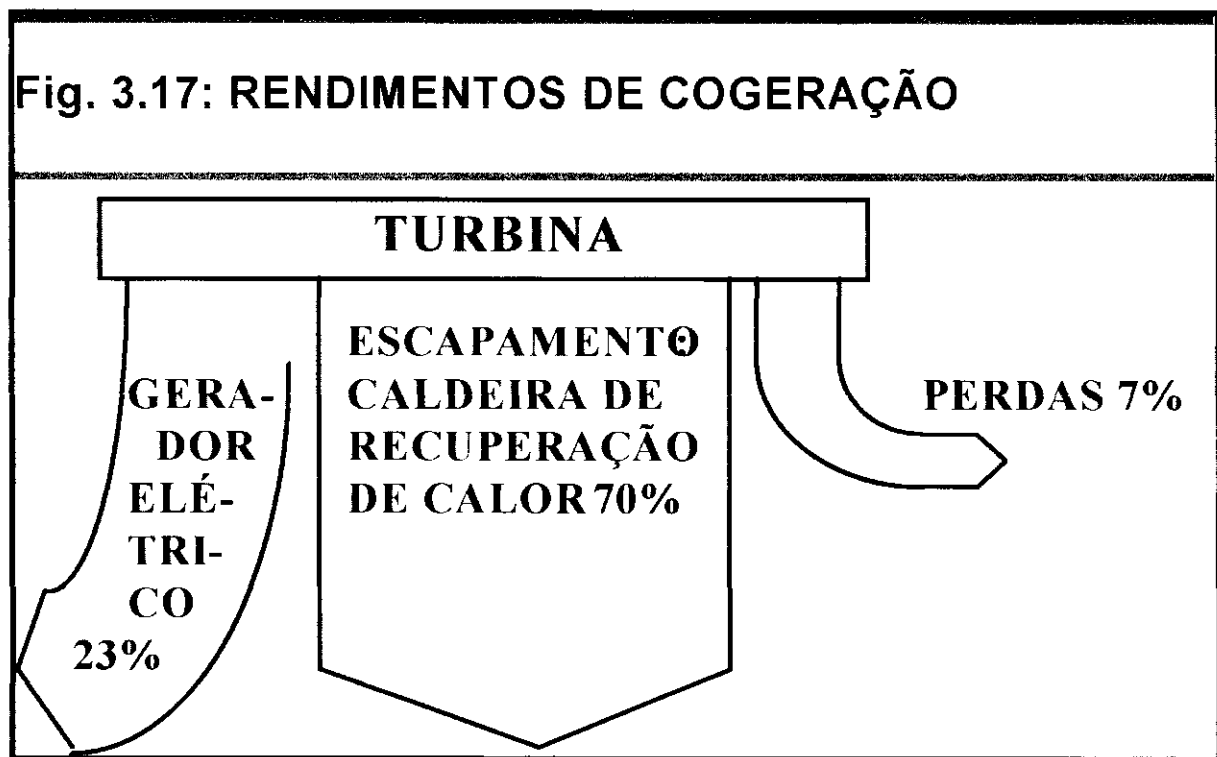 Fig. 3.17: RENDIMENTOS DE COGERAÇÃO
TURBINA
GERA-
DOR
ELÉ-
TRI-
CO
23%
ESCAPAMENTO:
CALDEIRA DE
RECUPERAÇÃO
DE CALOR 70%
PERDAS 7%